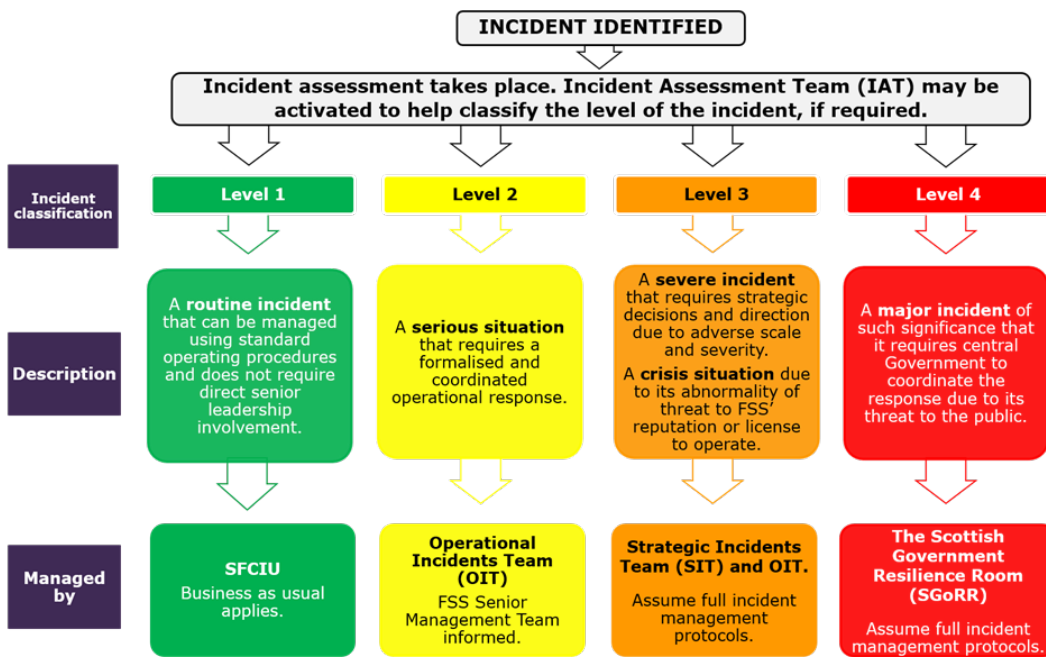 INCIDENT IDENTIFIED
Incident assessment takes place. Incident Assessment Team (IAT) may be
activated to help classify the level of the incident, if required.
Incident
classification
Level 1
Level 2
Level 3
Level 4
Description
A routine incident
that can be managed
using standard
operating procedures
and does not require
direct senior
leadership
involvement.
A serious situation
that requires a
formalised and
coordinated
operational response.
A severe incident
that requires strategic
decisions and direction
due to adverse scale
and severity.
A crisis situation due
to its abnormality of
threat to FSS’
reputation or license
to operate.
A major incident of
such significance that
it requires central
Government to
coordinate the
response due to its
threat to the public.
Managed
by
SFCIU
Business as usual
applies.
Operational
Incidents Team
(OIT)
FSS Senior
Management Team
informed.
Strategic Incidents
Team (SIT) and OIT.
Assume full incident
management
protocols.
The Scottish
Government
Resilience Room
(SGoRR)
Assume full incident
management protocols.